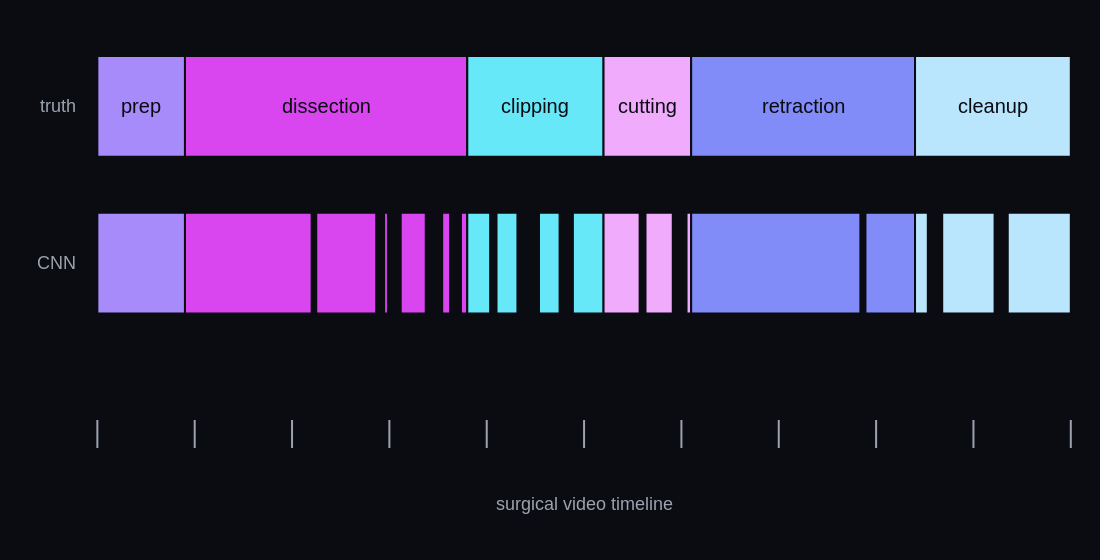 truth
prep
dissection
clipping
cutting
retraction
cleanup
CNN
surgical video timeline